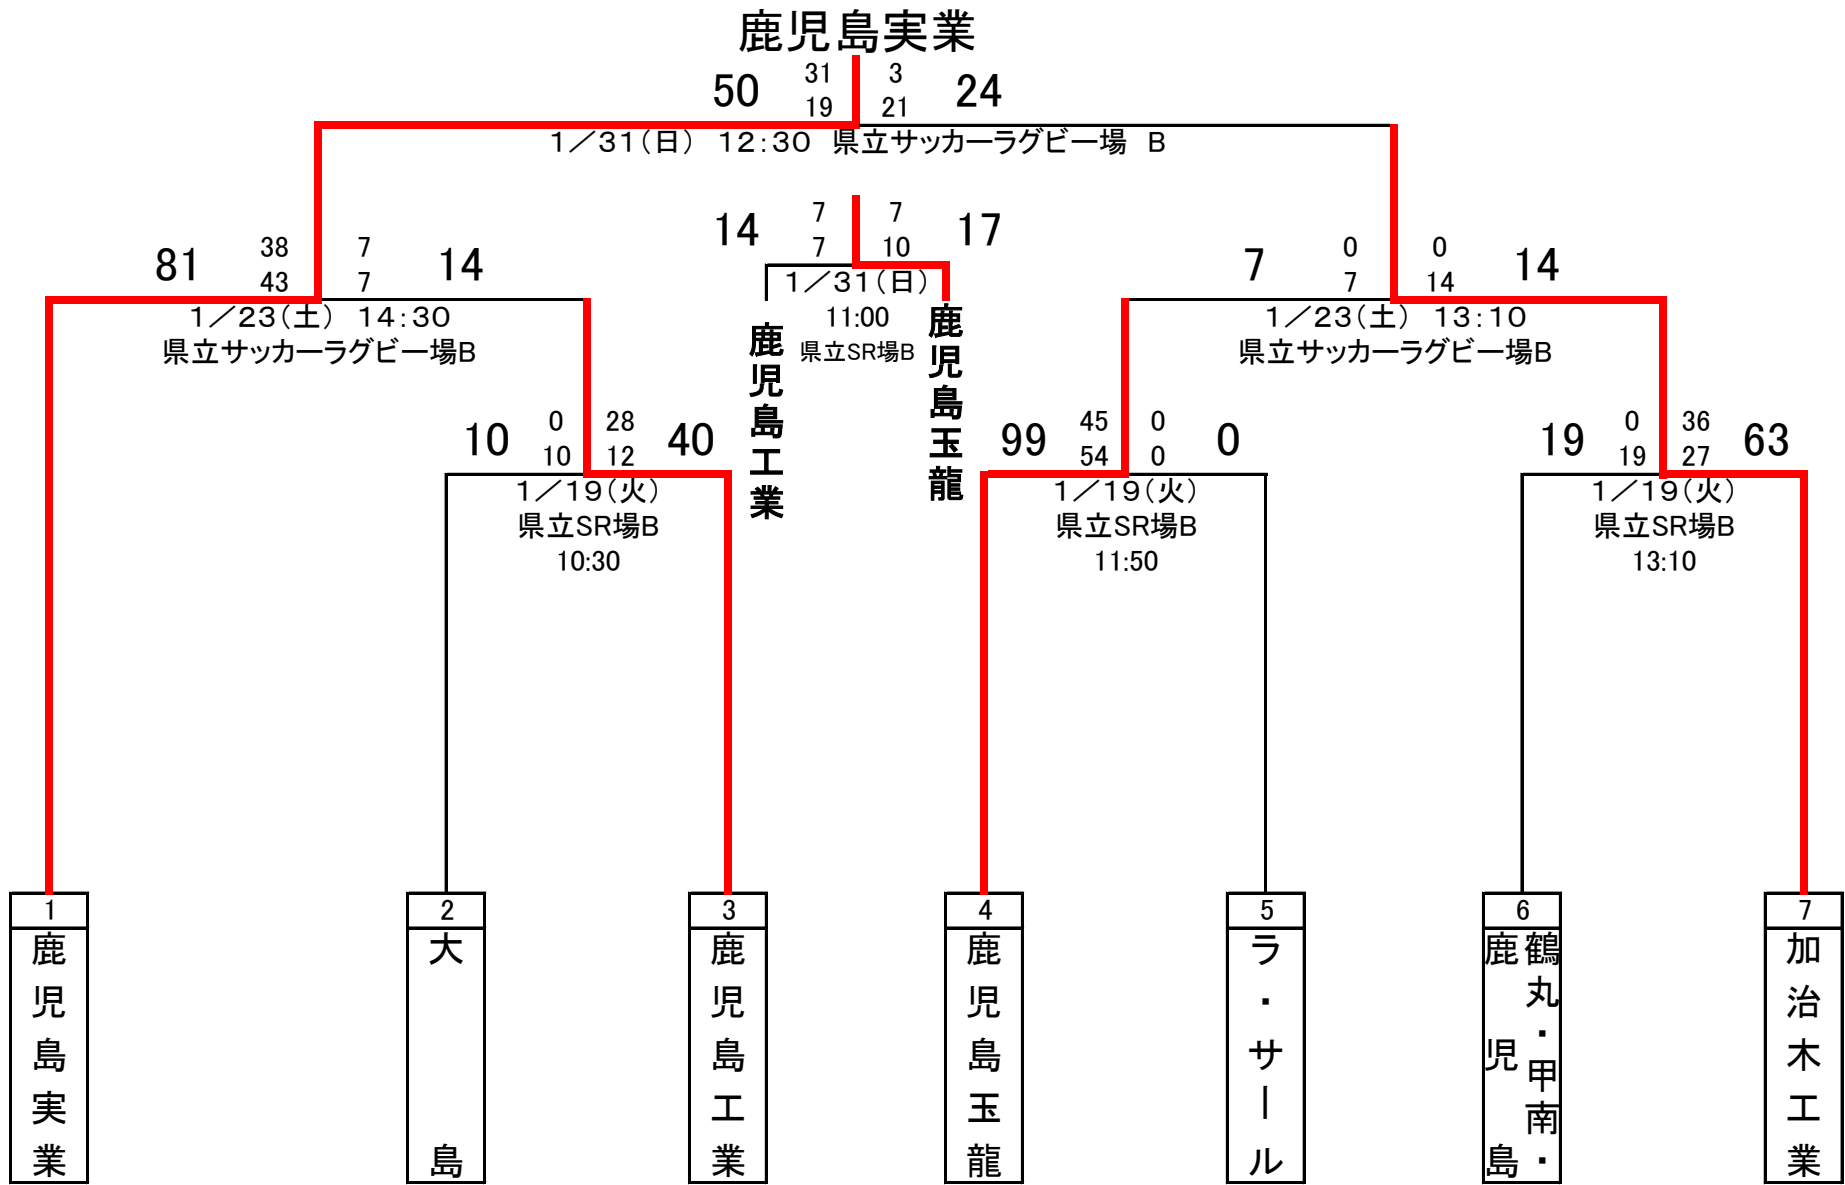 鹿児島実業
50 31 3 24
19 21
1／31(日) 12:30 県立サッカーラグビー場 B
14 7 7 17
7 10
1／31(日)
11:00
県立SR場B
鹿児島工業
鹿児島玉龍
81 38 7 14
43 7
1／23(土) 14:30
県立サッカーラグビー場B
7 0 0 14
7 14
1／23(土) 13:10
県立サッカーラグビー場B
10 0 28 40
10 12
1／19(火)
県立SR場B
10:30
99 45 0 0
54 0
1／19(火)
県立SR場B
11:50
19 0 36 63
19 27
1／19(火)
県立SR場B
13:10
1
鹿児島実業
2
大島
3
鹿児島工業
4
鹿児島玉龍
5
ラ・サール
6
鶴丸・甲南・
鹿児島
7
加治木工業